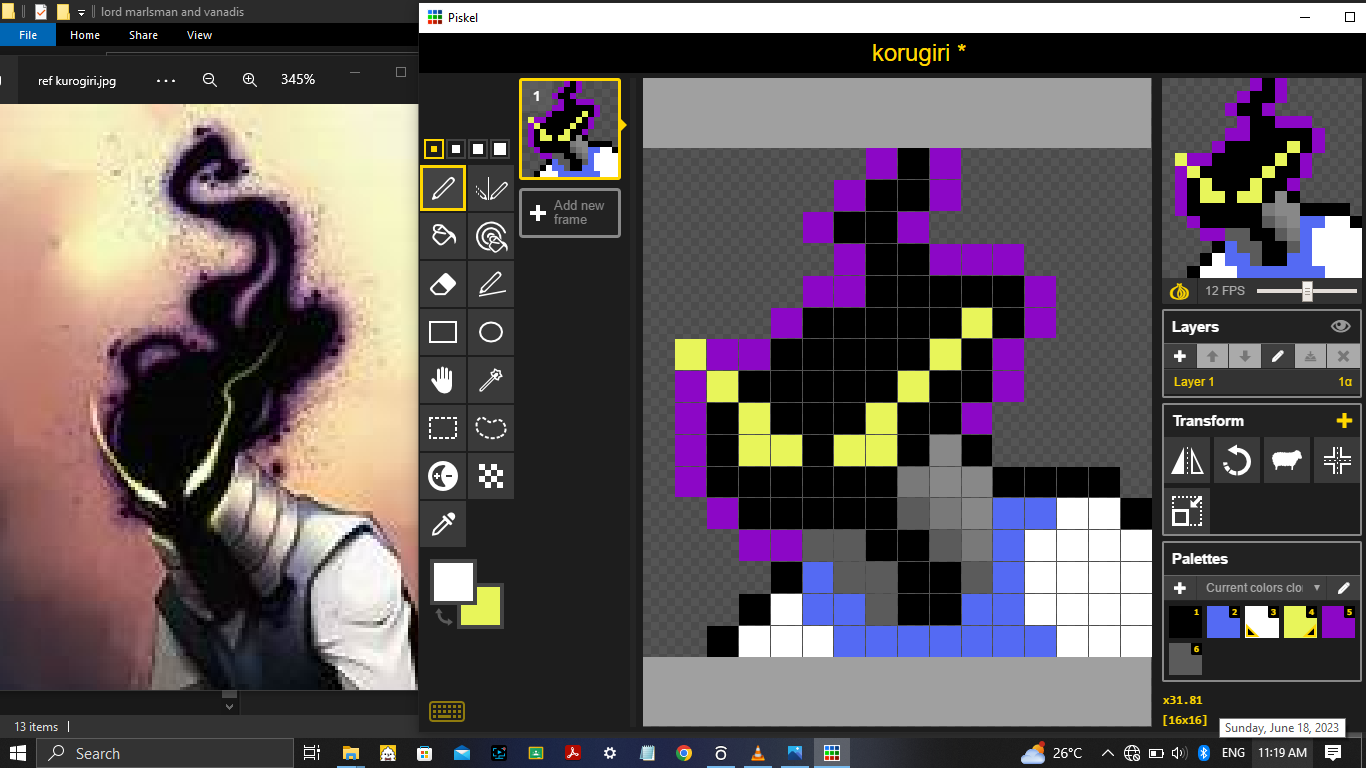 lord marlsman and vanadis
File Home Share View
ref kurogiri.jpg
345%
13 items
Piskel
korugiri *
1
Add new
frame
12 FPS
Layers
Layer 1
1α
Transform
Palettes
Current colors clo
1 2 3 4 5
6
x31.81
[16x16]
Sunday, June 18, 2023
Search
26°C
ENG
11:19 AM